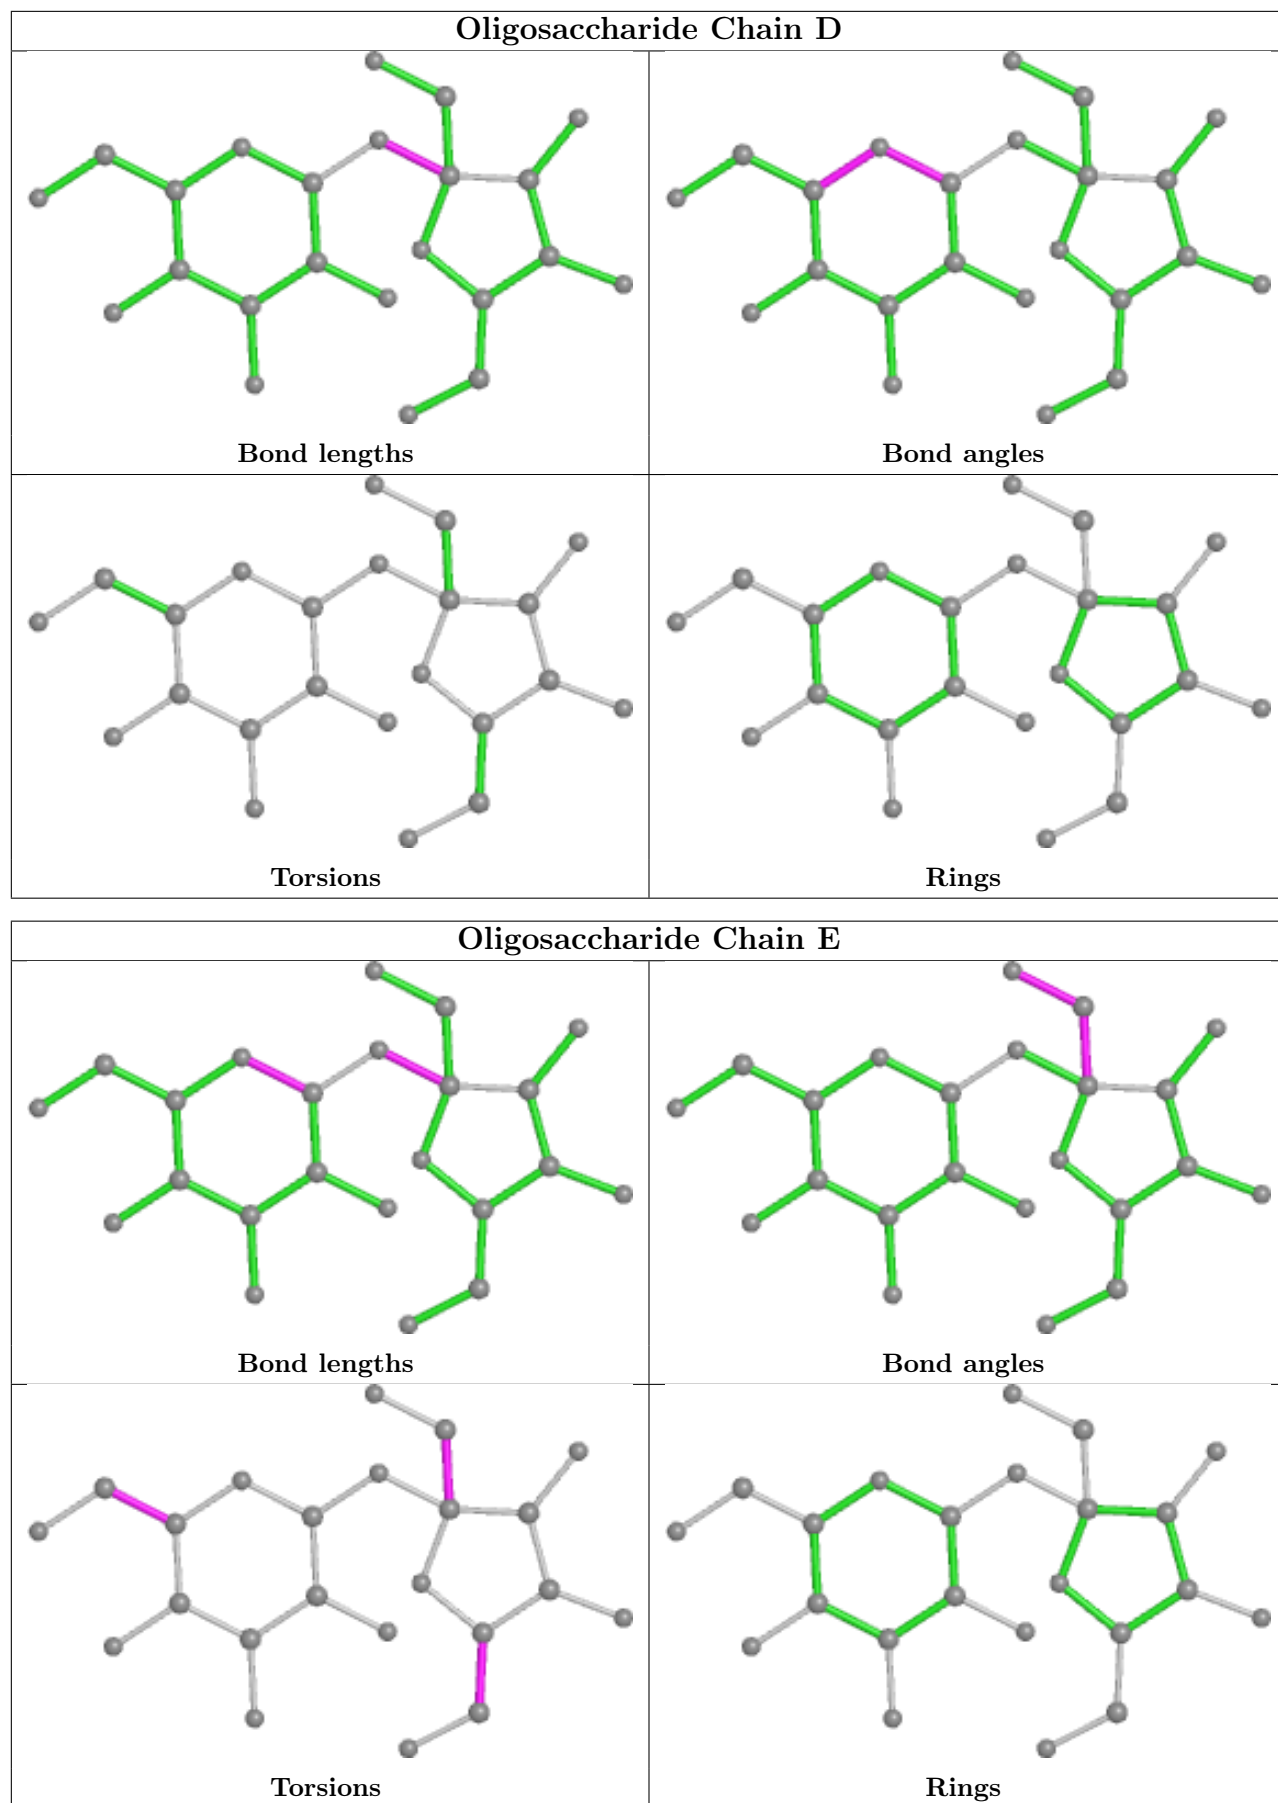 Oligosaccharide Chain D
Bond lengths
Bond angles
Torsions
Rings
Oligosaccharide Chain E
Bond lengths
Bond angles
Torsions
Rings